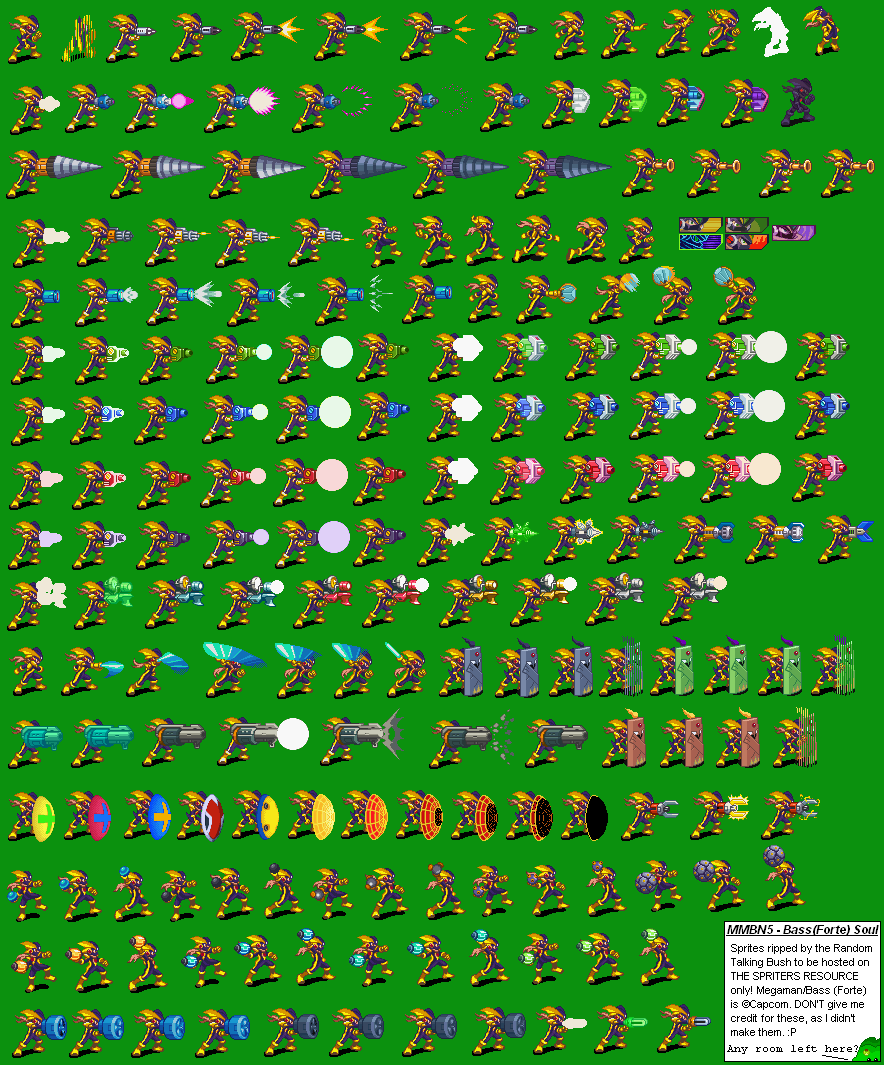 MMBN5 - Bass(Forte) Soul
Sprites ripped by the Random
Talking Bush to be hosted on
THE SPRITERS RESOURCE
only! Megaman/Bass (Forte)
is ©Capcom. DON'T give me
credit for these, as I didn't
make them. :P
Any room left here?